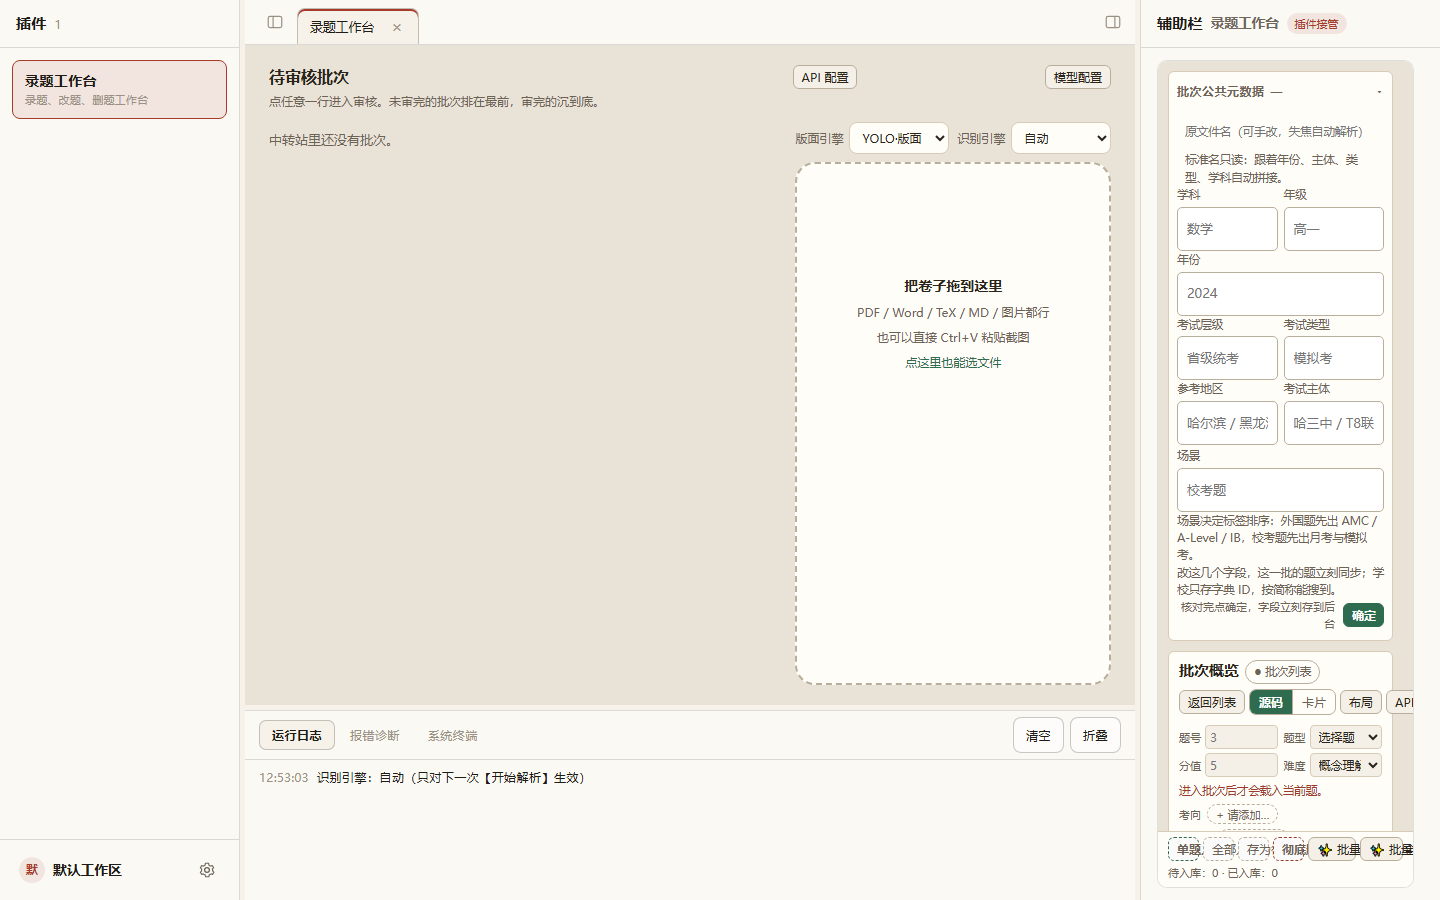 插件 1
录题工作台
录题、改题、删题工作台
默 默认工作区
录题工作台 ×
待审核批次
点任意一行进入审核。未审完的批次排在最前，审完的沉到底。
中转站里还没有批次。
API 配置
模型配置
版面引擎 YOLO·版面 识别引擎 自动
把卷子拖到这里
PDF / Word / TeX / MD / 图片都行
也可以直接 Ctrl+V 粘贴截图
点这里也能选文件
运行日志 报错诊断 系统终端 清空 折叠
12:53:03 识别引擎：自动（只对下一次【开始解析】生效）
辅助栏 录题工作台 插件接管
批次公共元数据 —
原文件名（可手改，失焦自动解析）
标准名只读：跟着年份、主体、类
型、学科自动拼接。
学科 年级
数学 高一
年份
2024
考试层级 考试类型
省级统考 模拟考
参考地区 考试主体
哈尔滨 / 黑龙 哈三中 / T8联
场景
校考题
场景决定标签排序：外国题先出 AMC /
A-Level / IB，校考题先出月考与模拟
考。
改这几个字段，这一批的题立刻同步；学
校只存字典 ID，按简称能搜到。
核对完点确定，字段立刻存到后
台
确定
批次概览 批次列表
返回列表 源码 卡片 布局 API
题号 3 题型 选择题
分值 5 难度 概念理解
进入批次后才会载入当前题。
考向 + 请添加...
单题 全部 存为 彻底 ✨ 批量 ✨ 批量
待入库：0 · 已入库：0